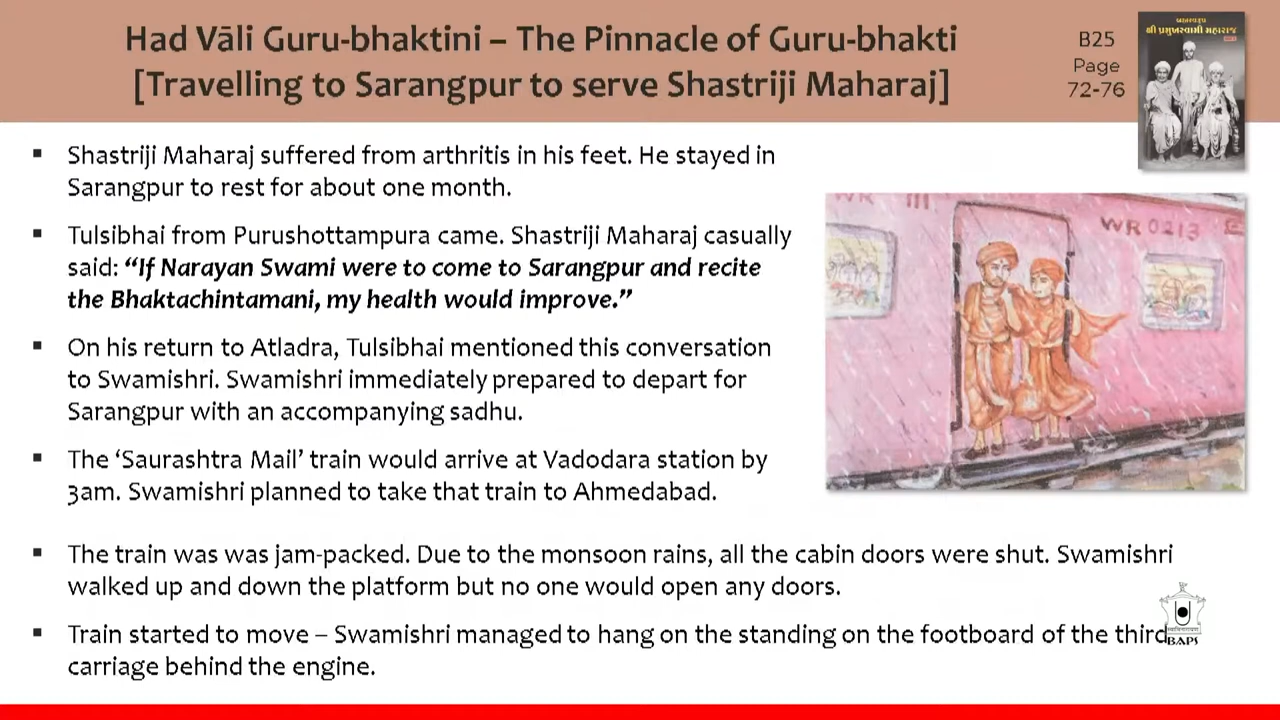 Had Vāli Guru-bhaktini – The Pinnacle of Guru-bhakti
[Travelling to Sarangpur to serve Shastriji Maharaj]
B25
Page
72-76
શ્રી પ્રમુખસ્વામી મહારાજ
▪ Shastriji Maharaj suffered from arthritis in his feet. He stayed in
Sarangpur to rest for about one month.
▪ Tulsibhai from Purushottampura came. Shastriji Maharaj casually
said: “If Narayan Swami were to come to Sarangpur and recite
the Bhaktachintamani, my health would improve.”
▪ On his return to Atladra, Tulsibhai mentioned this conversation
to Swamishri. Swamishri immediately prepared to depart for
Sarangpur with an accompanying sadhu.
▪ The ‘Saurashtra Mail’ train would arrive at Vadodara station by
3am. Swamishri planned to take that train to Ahmedabad.
WR III
WR 0213
▪ The train was was jam-packed. Due to the monsoon rains, all the cabin doors were shut. Swamishri
walked up and down the platform but no one would open any doors.
▪ Train started to move – Swamishri managed to hang on the standing on the footboard of the third
carriage behind the engine.
BAPS